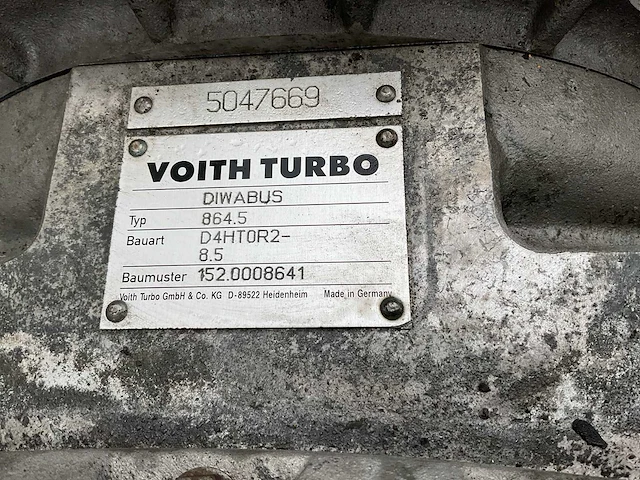 5047669
VOITH TURBO
DIWABUS
Typ 864.5
Bauart D4HT0R2-
8.5
Baumuster 152.0008641
Voith Turbo GmbH & Co. KG D-89522 Heidenheim Made in Germany